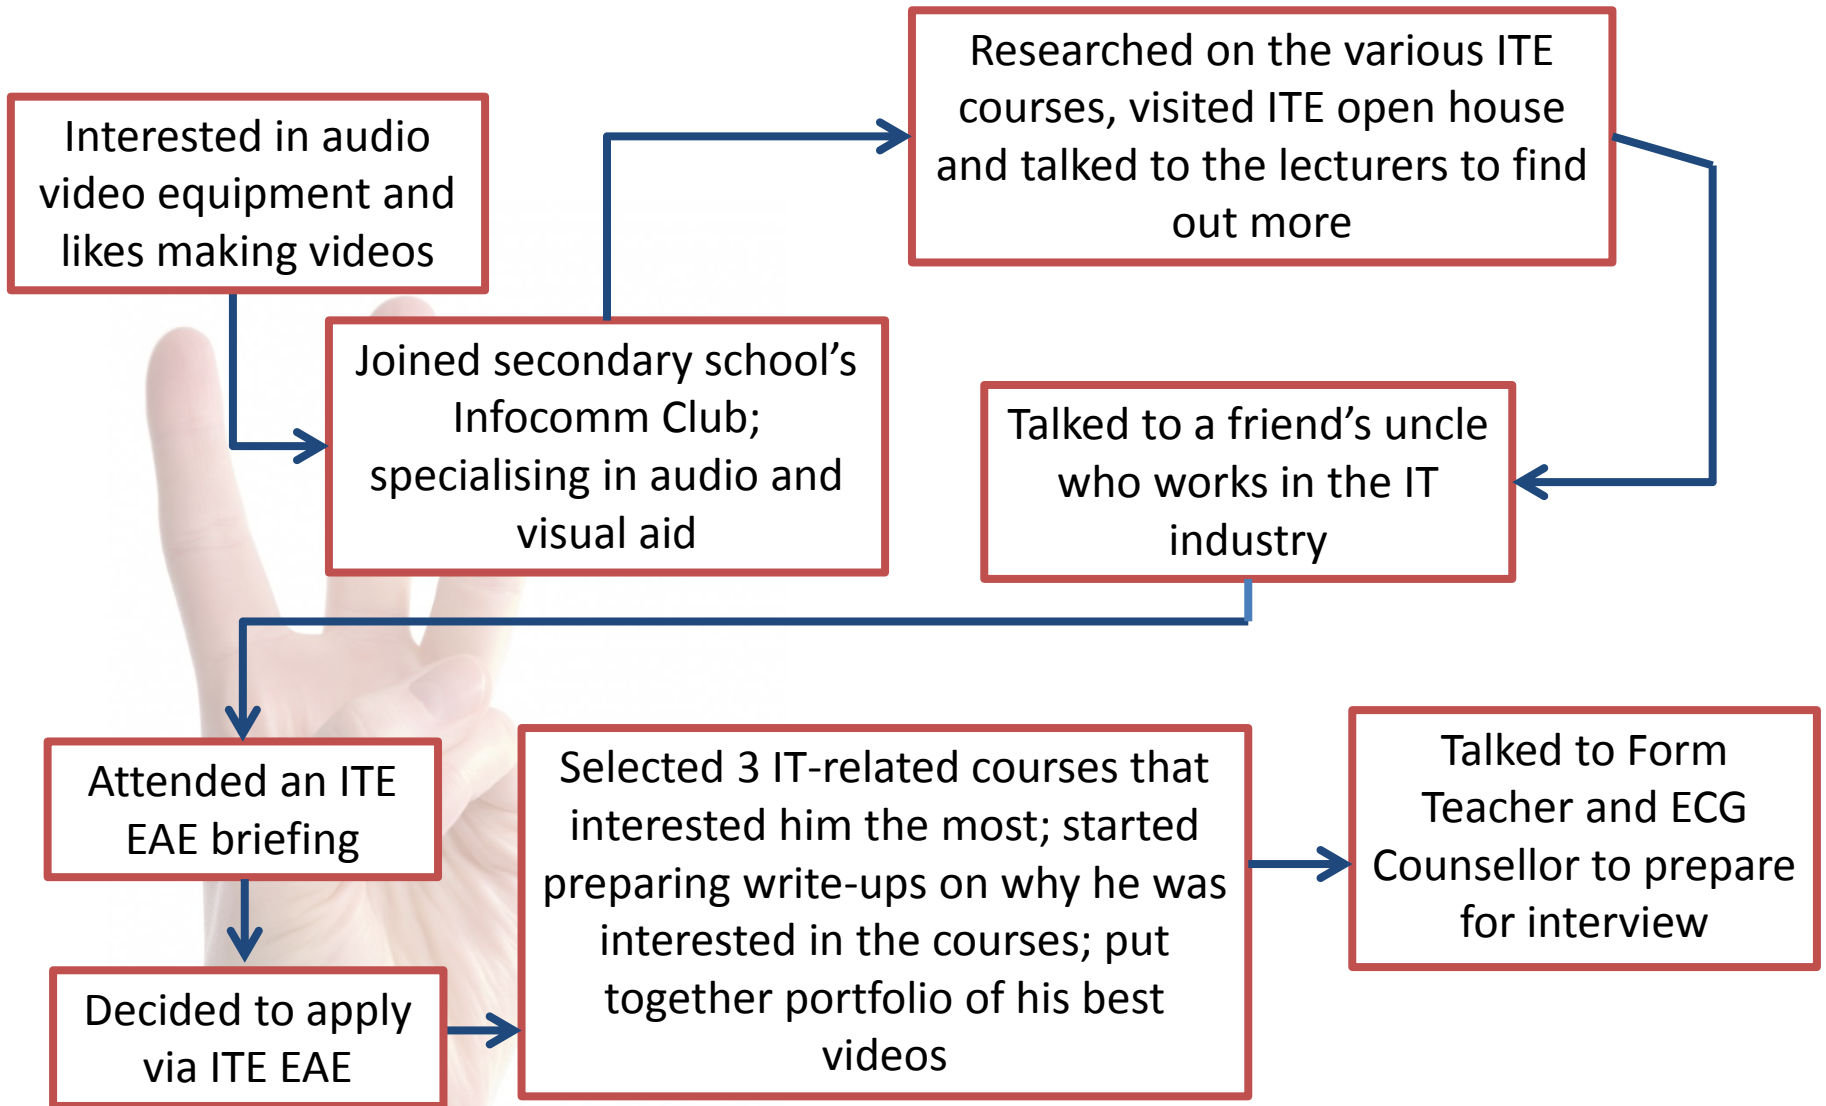 Interested in audio
video equipment and
likes making videos
Joined secondary school’s
Infocomm Club;
specialising in audio and
visual aid
Researched on the various ITE
courses, visited ITE open house
and talked to the lecturers to find
out more
Talked to a friend’s uncle
who works in the IT
industry
Attended an ITE
EAE briefing
Decided to apply
via ITE EAE
Selected 3 IT-related courses that
interested him the most; started
preparing write-ups on why he was
interested in the courses; put
together portfolio of his best
videos
Talked to Form
Teacher and ECG
Counsellor to prepare
for interview